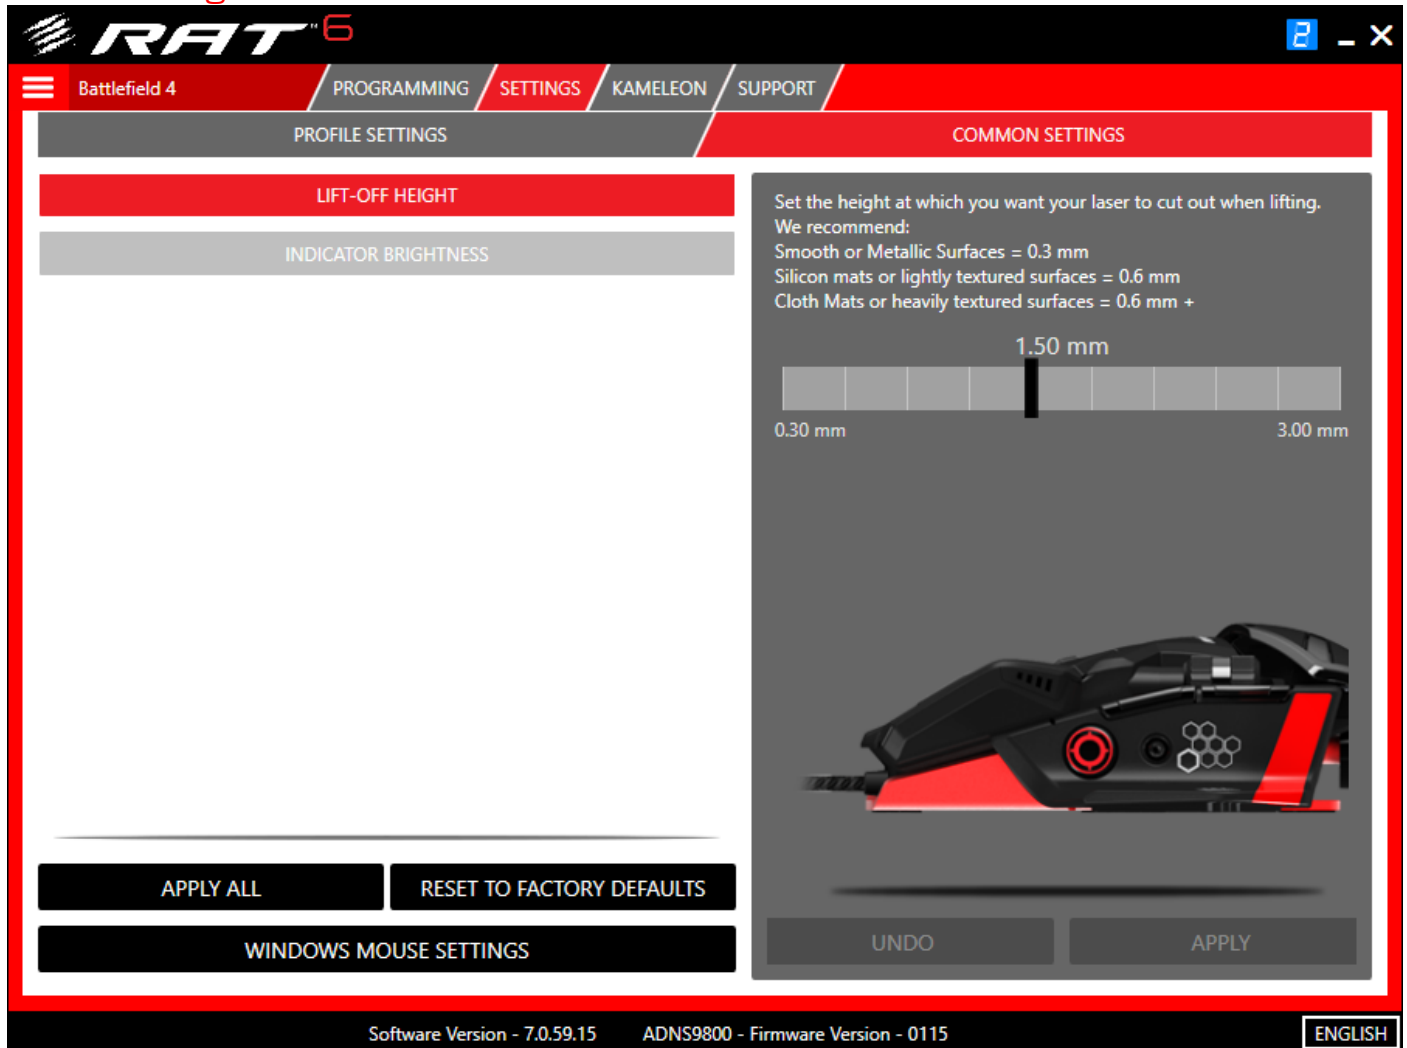 RAT™6
2
Battlefield 4
PROGRAMMING
SETTINGS
KAMELEON
SUPPORT
PROFILE SETTINGS
COMMON SETTINGS
LIFT-OFF HEIGHT
INDICATOR BRIGHTNESS
Set the height at which you want your laser to cut out when lifting.
We recommend:
Smooth or Metallic Surfaces = 0.3 mm
Silicon mats or lightly textured surfaces = 0.6 mm
Cloth Mats or heavily textured surfaces = 0.6 mm +
1.50 mm
0.30 mm
3.00 mm
APPLY ALL
RESET TO FACTORY DEFAULTS
WINDOWS MOUSE SETTINGS
UNDO
APPLY
Software Version - 7.0.59.15
ADNS9800 - Firmware Version - 0115
ENGLISH